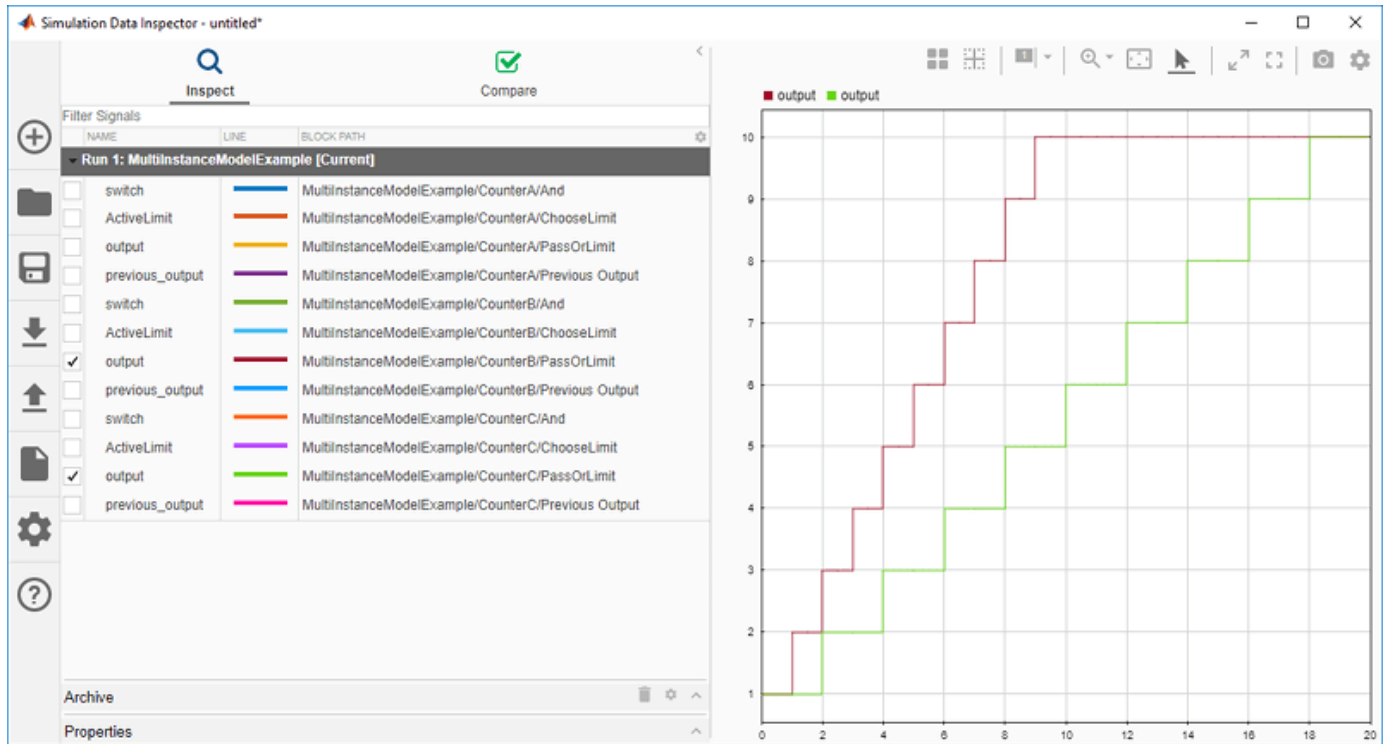 Simulation Data Inspector - untitled*
Inspect
Compare
Filter Signals
NAME LINE BLOCK PATH
Run 1: MultiInstanceModelExample [Current]
switch MultiInstanceModelExample/CounterA/And
ActiveLimit MultiInstanceModelExample/CounterA/ChooseLimit
output MultiInstanceModelExample/CounterA/PassOrLimit
previous_output MultiInstanceModelExample/CounterA/Previous Output
switch MultiInstanceModelExample/CounterB/And
ActiveLimit MultiInstanceModelExample/CounterB/ChooseLimit
output MultiInstanceModelExample/CounterB/PassOrLimit
previous_output MultiInstanceModelExample/CounterB/Previous Output
switch MultiInstanceModelExample/CounterC/And
ActiveLimit MultiInstanceModelExample/CounterC/ChooseLimit
output MultiInstanceModelExample/CounterC/PassOrLimit
previous_output MultiInstanceModelExample/CounterC/Previous Output
Archive
Properties
1
output output
10
9
8
7
6
5
4
3
2
1
0 2 4 6 8 10 12 14 16 18 20